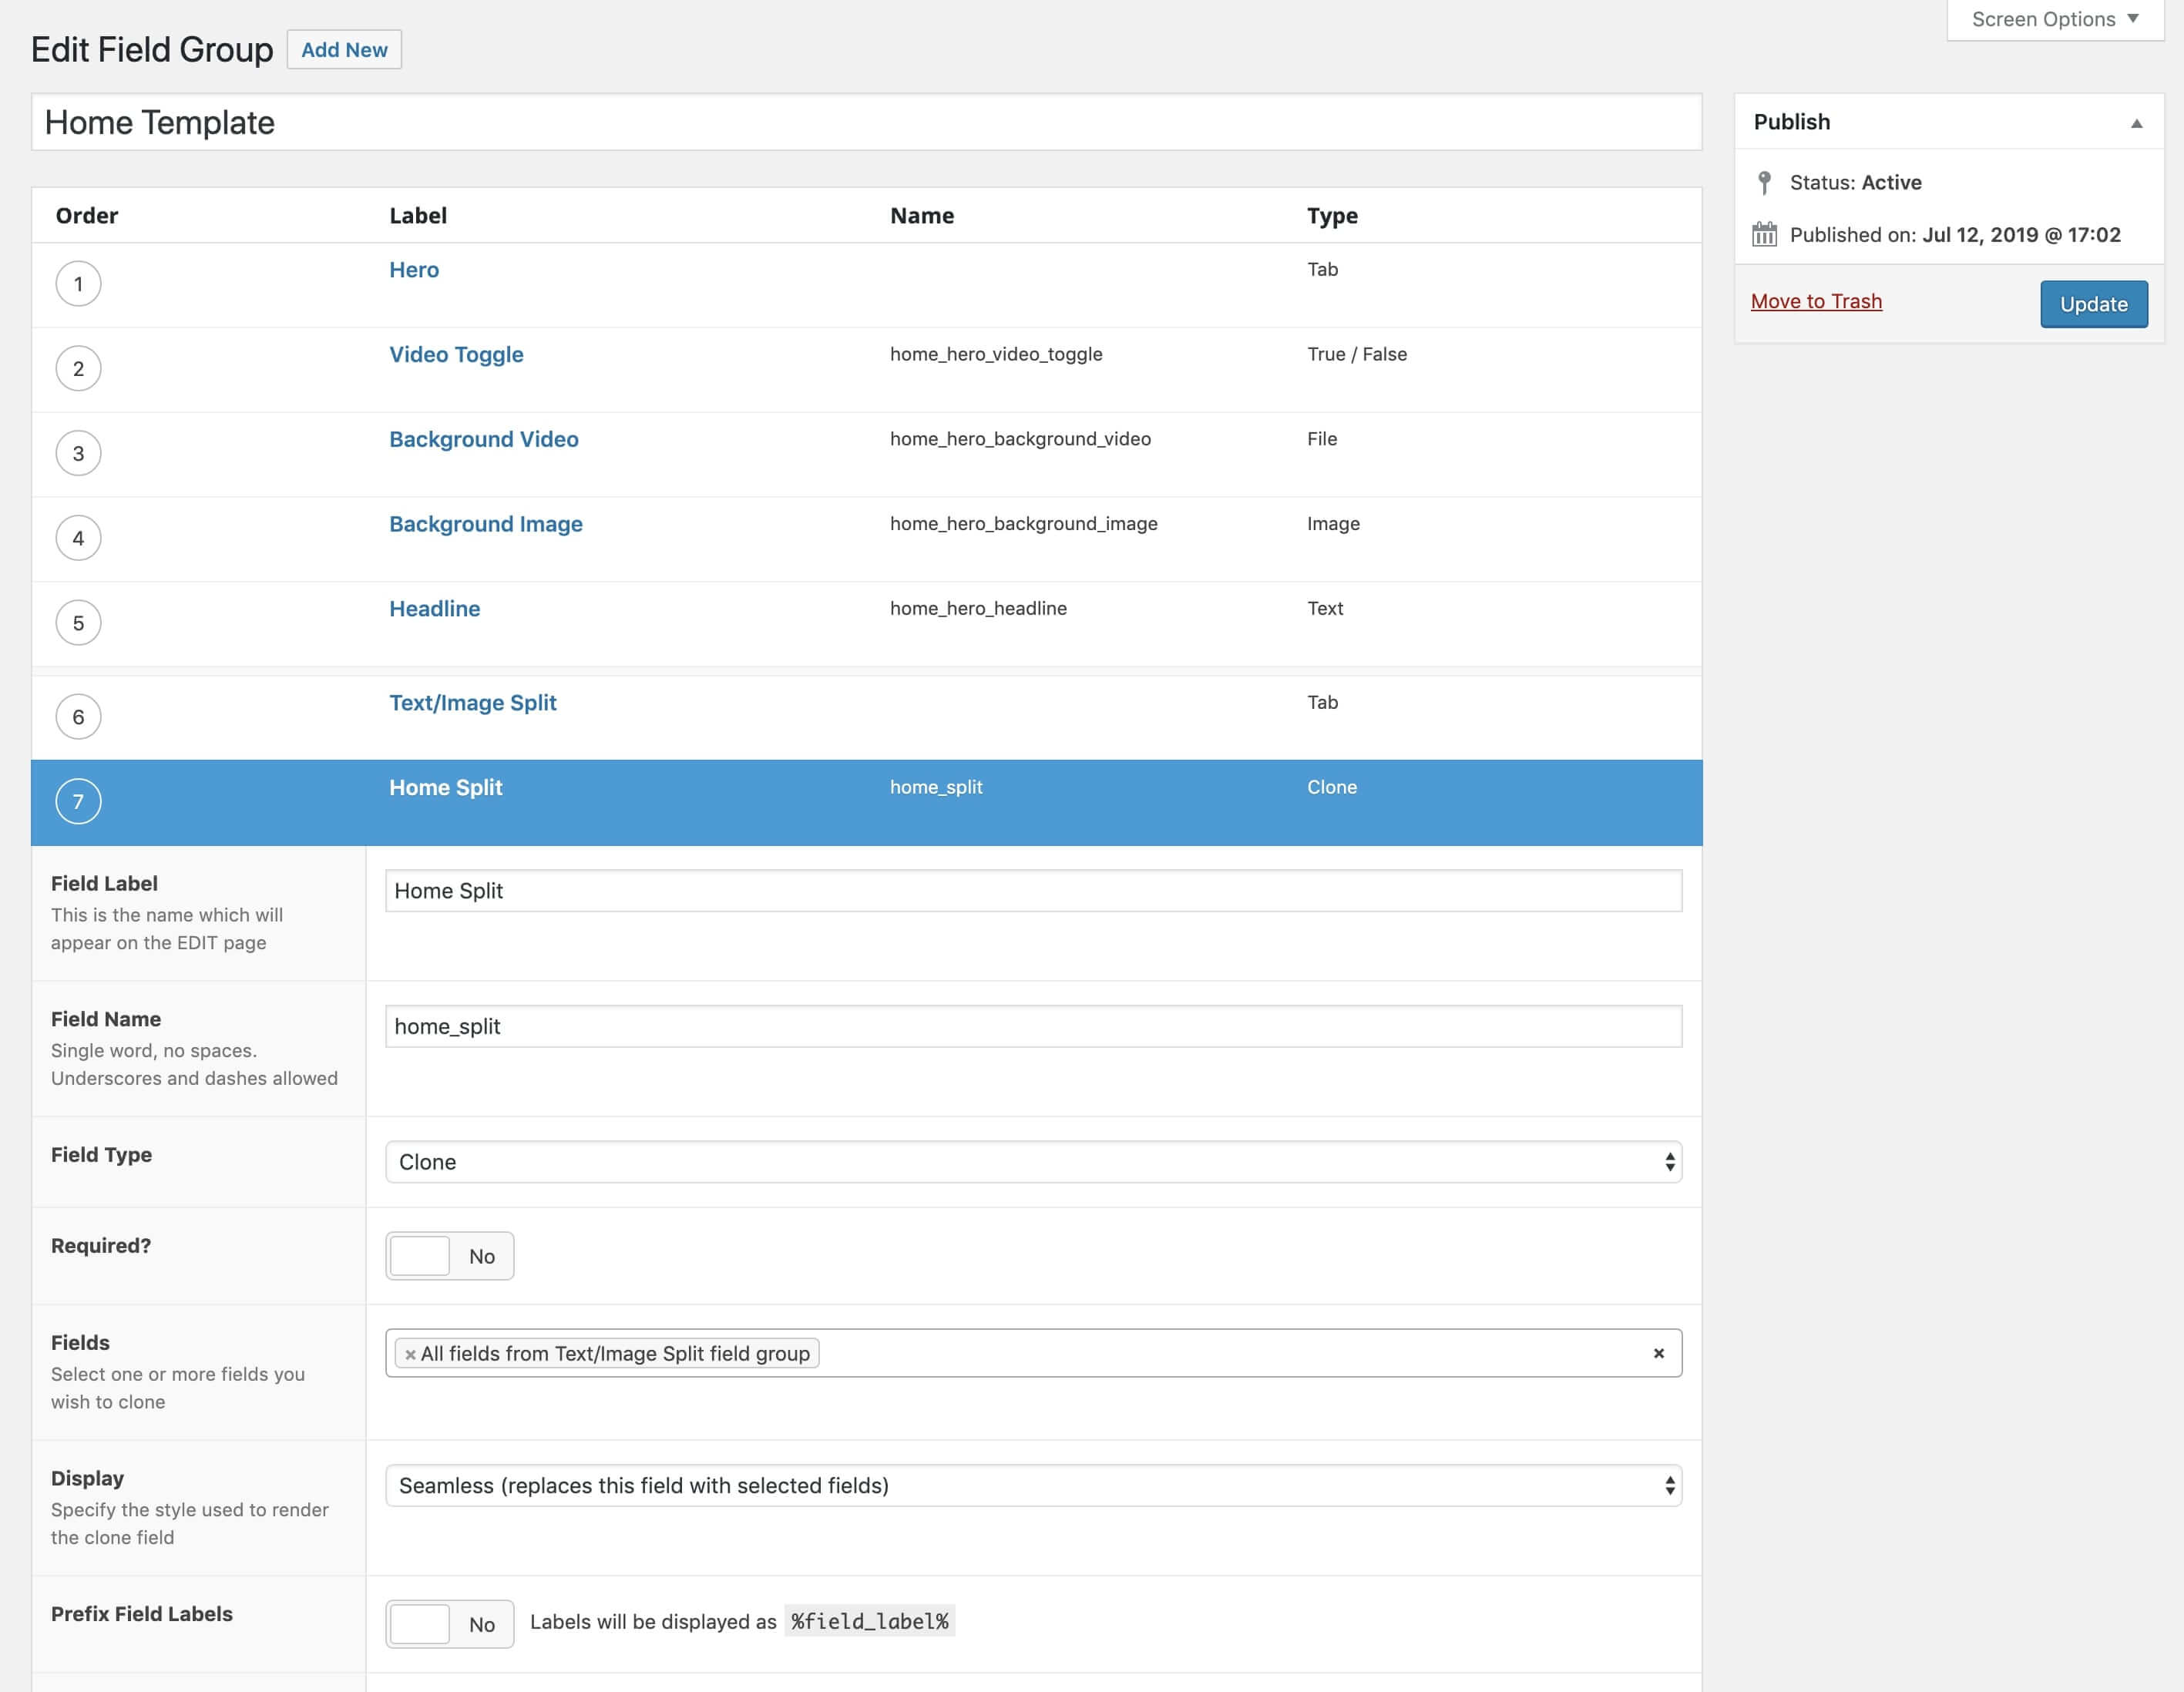 Screen Options ▼
Edit Field Group Add New
Home Template
Order Label Name Type
1 Hero Tab
2 Video Toggle home_hero_video_toggle True / False
3 Background Video home_hero_background_video File
4 Background Image home_hero_background_image Image
5 Headline home_hero_headline Text
6 Text/Image Split Tab
7 Home Split home_split Clone
Field Label
This is the name which will
appear on the EDIT page
Home Split
Field Name
Single word, no spaces.
Underscores and dashes allowed
home_split
Field Type
Clone
Required?
No
Fields
Select one or more fields you
wish to clone
× All fields from Text/Image Split field group ×
Display
Specify the style used to render
the clone field
Seamless (replaces this field with selected fields)
Prefix Field Labels
No Labels will be displayed as %field_label%
Publish ▲
Status: Active
Published on: Jul 12, 2019 @ 17:02
Move to Trash Update